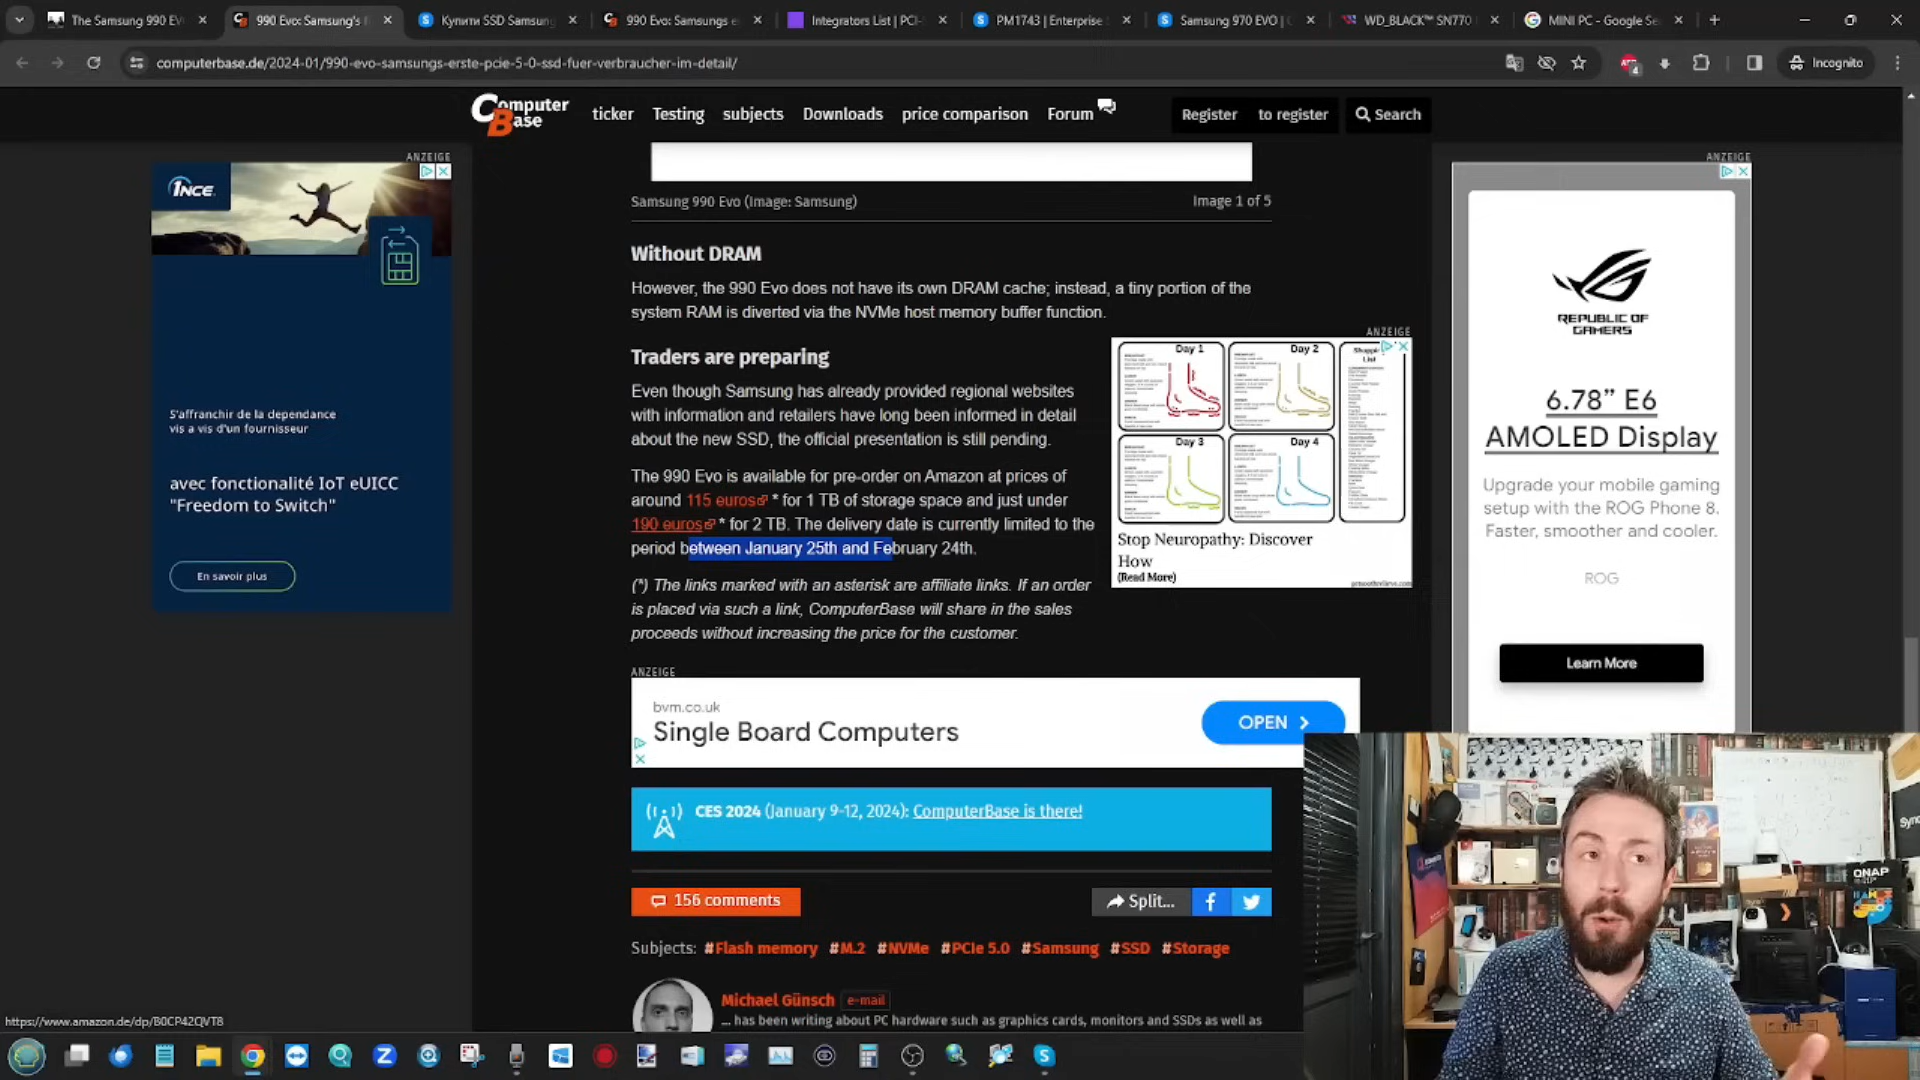 The Samsung 990 EV
990 Evo: Samsung's
Купити SSD Samsung
990 Evo: Samsungs e
Integrators List | PCI-
PM1743 | Enterprise
Samsung 970 EVO |
WD_BLACK™ SN770
MINI PC - Google Se
computerbase.de/2024-01/990-evo-samsungs-erste-pcie-5-0-ssd-fuer-verbraucher-im-detail/
Incognito
ComputerBase
ticker
Testing
subjects
Downloads
price comparison
Forum
Register
to register
Search
ANZEIGE
1NCE
S'affranchir de la dependance
vis a vis d'un fournisseur
avec fonctionalité IoT eUICC
"Freedom to Switch"
En savoir plus
Samsung 990 Evo (Image: Samsung)
Image 1 of 5
Without DRAM
However, the 990 Evo does not have its own DRAM cache; instead, a tiny portion of the
system RAM is diverted via the NVMe host memory buffer function.
Traders are preparing
Even though Samsung has already provided regional websites
with information and retailers have long been informed in detail
about the new SSD, the official presentation is still pending.
The 990 Evo is available for pre-order on Amazon at prices of
around 115 euros * for 1 TB of storage space and just under
190 euros * for 2 TB. The delivery date is currently limited to the
period between January 25th and February 24th.
(*) The links marked with an asterisk are affiliate links. If an order
is placed via such a link, ComputerBase will share in the sales
proceeds without increasing the price for the customer.
ANZEIGE
Day 1
Day 2
Day 3
Day 4
Stop Neuropathy: Discover
How
(Read More)
ANZEIGE
REPUBLIC OF
GAMERS
6.78” E6
AMOLED Display
Upgrade your mobile gaming
setup with the ROG Phone 8.
Faster, smoother and cooler.
ROG
Learn More
ANZEIGE
bvm.co.uk
Single Board Computers
OPEN
CES 2024 (January 9-12, 2024): ComputerBase is there!
156 comments
Split...
Subjects: #Flash memory #M.2 #NVMe #PCIe 5.0 #Samsung #SSD #Storage
Michael Günsch e-mail
... has been writing about PC hardware such as graphics cards, monitors and SSDs as well as
https://www.amazon.de/dp/B0CP42QVT8
QNAP